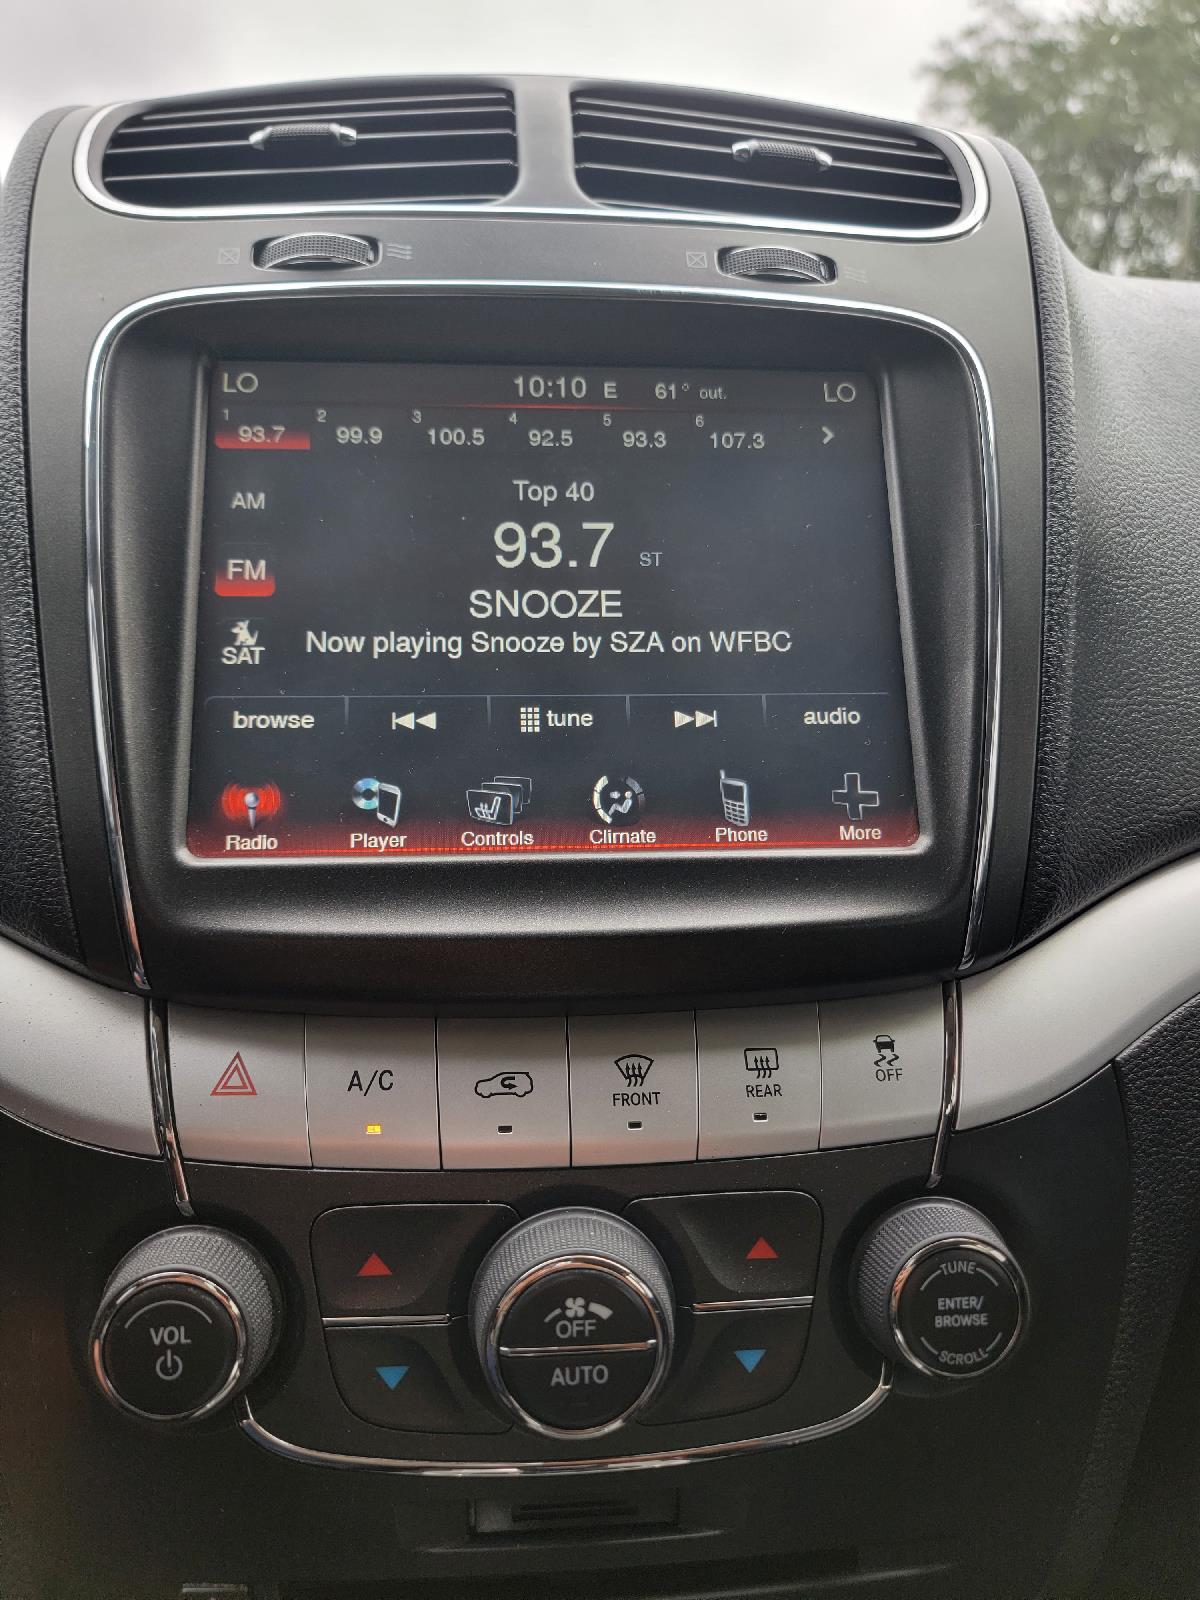 LO 10:10 E 61° out. LO
1 93.7 2 99.9 3 100.5 4 92.5 5 93.3 6 107.3
AM
Top 40
FM
93.7 ST
SNOOZE
SAT
Now playing Snooze by SZA on WFBC
browse tune audio
Radio Player Controls Climate Phone More
A/C FRONT REAR OFF
VOL
OFF
AUTO
TUNE
ENTER/
BROWSE
SCROLL